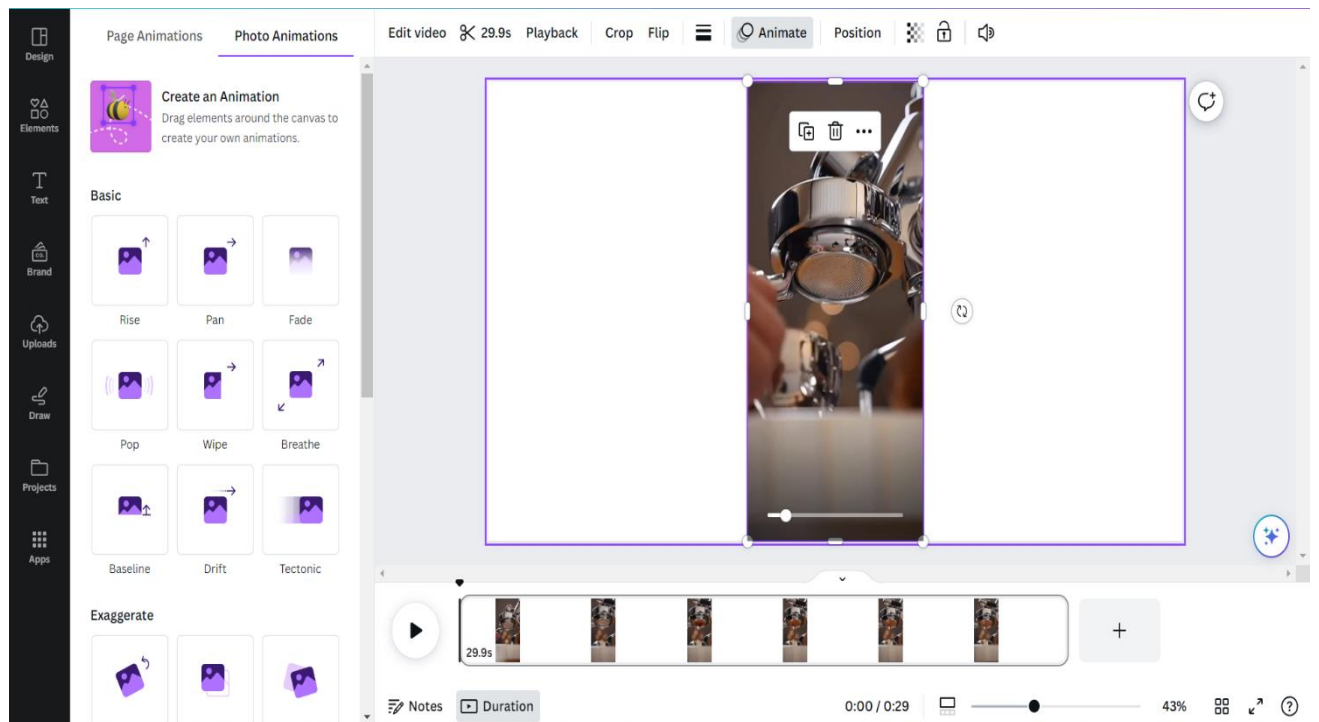 Design
Elements
Text
Brand
Uploads
Draw
Projects
Apps
Page Animations Photo Animations
Create an Animation
Drag elements around the canvas to
create your own animations.
Basic
Rise Pan Fade
Pop Wipe Breathe
Baseline Drift Tectonic
Exaggerate
Edit video 29.9s Playback Crop Flip Animate Position
29.9s
Notes Duration 0:00 / 0:29 43%